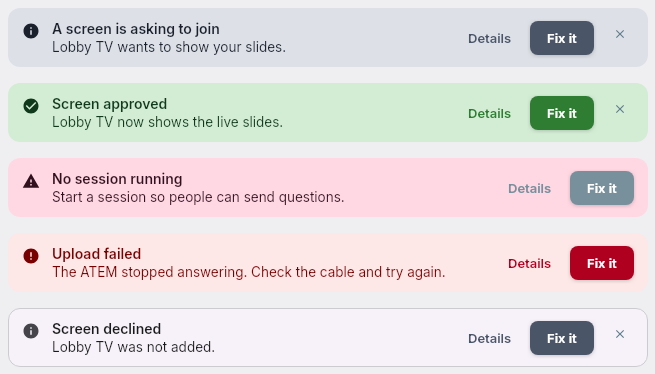 A screen is asking to join
Lobby TV wants to show your slides.
Details
Fix it
Screen approved
Lobby TV now shows the live slides.
Details
Fix it
No session running
Start a session so people can send questions.
Details
Fix it
Upload failed
The ATEM stopped answering. Check the cable and try again.
Details
Fix it
Screen declined
Lobby TV was not added.
Details
Fix it